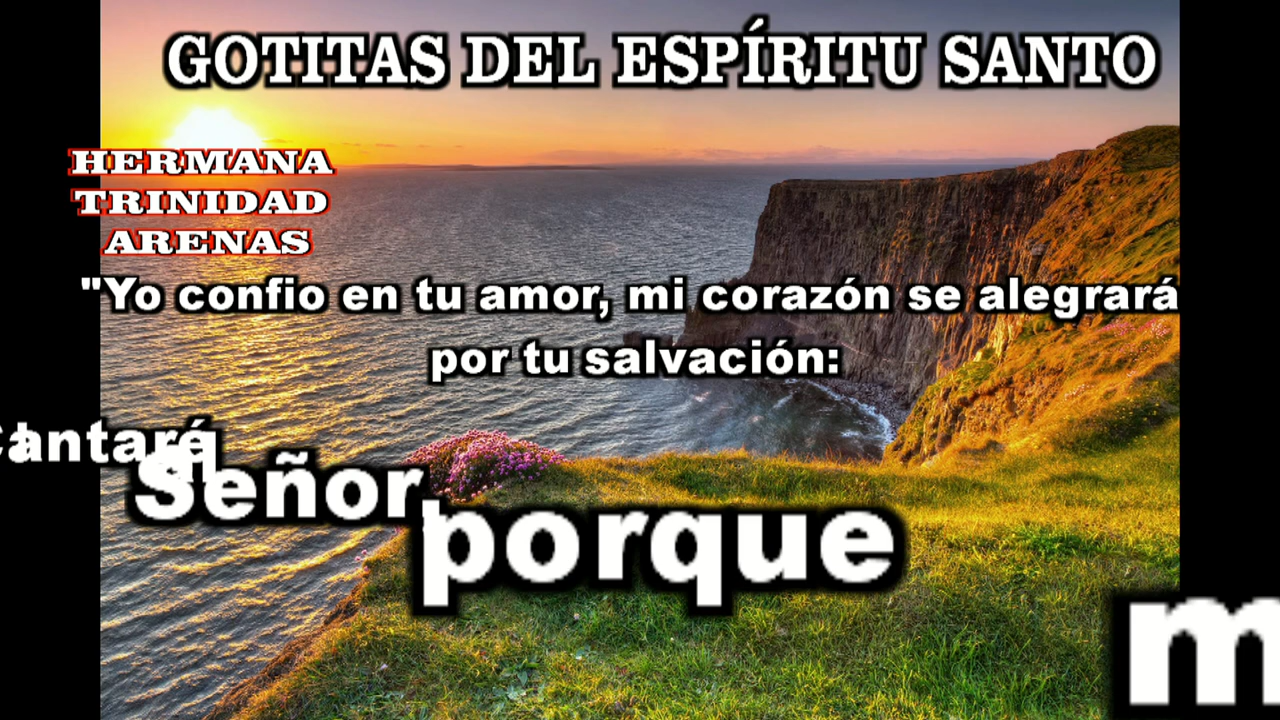 GOTITAS DEL ESPÍRITU SANTO
HERMANA
TRINIDAD
ARENAS
"Yo confio en tu amor, mi corazón se alegrará
por tu salvación:
Señor,
porque